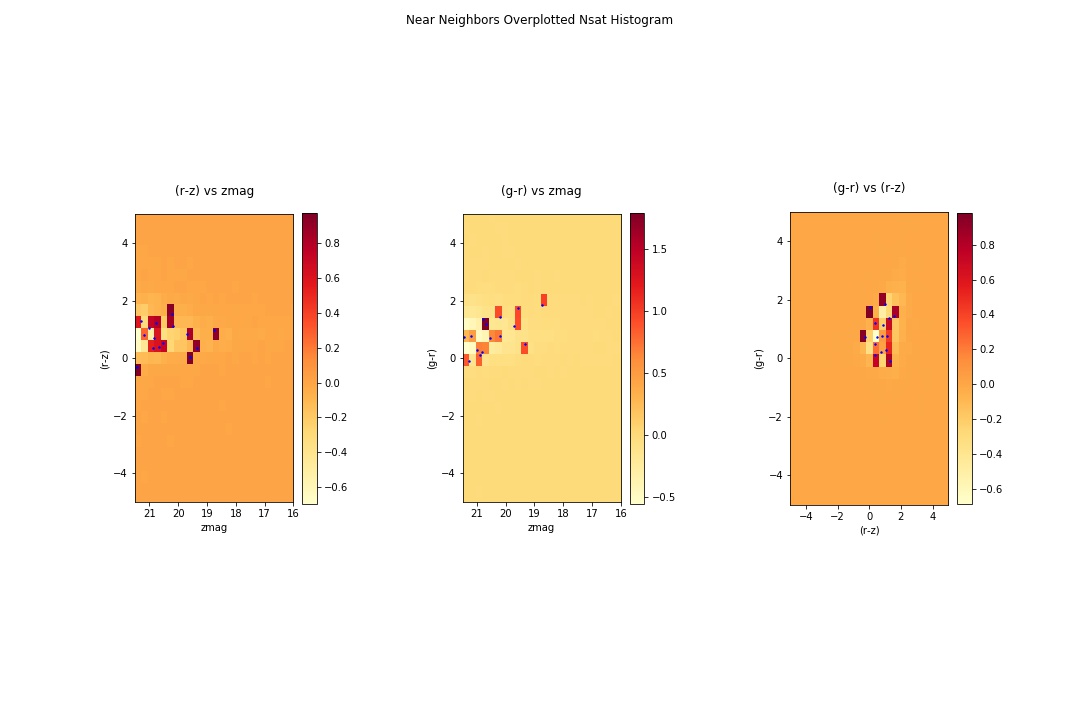 Near Neighbors Overplotted Nsat Histogram
(r-z) vs zmag
(r-z)
4
2
0
−2
−4
21 20 19 18 17 16
zmag
0.8
0.6
0.4
0.2
0.0
−0.2
−0.4
−0.6
(g-r) vs zmag
(g-r)
4
2
0
−2
−4
21 20 19 18 17 16
zmag
1.5
1.0
0.5
0.0
−0.5
(g-r) vs (r-z)
(g-r)
4
2
0
−2
−4
−4 −2 0 2 4
(r-z)
0.8
0.6
0.4
0.2
0.0
−0.2
−0.4
−0.6